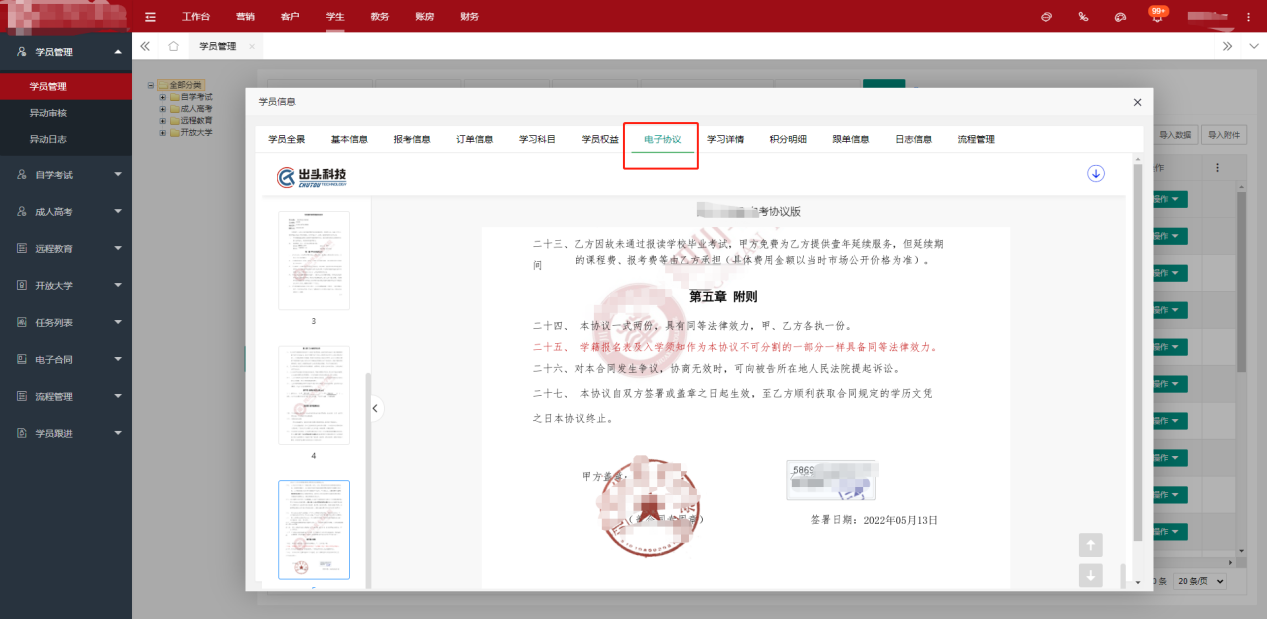 工作台 营销 客户 学生 教务 账房 财务 99+
学员管理
学员管理
异动审核
异动日志
自学考试
成人高考
远程教育
开放大学
任务列表
电子合同
流程管理
学员跟进
学员管理
全部分类
自学考试
成人高考
远程教育
开放大学
导入数据 导入附件
学员信息
学员全景 基本信息 报考信息 订单信息 学习科目 学员权益 电子协议 学习详情 积分明细 跟单信息 日志信息 流程管理
出头科技
CHUTOU TECHNOLOGY
3
4
考协议版
二十三、乙方因故未通过报读学校毕业考试，甲方免费为乙方提供壹年延续服务，但延续期
间 的课程费、报考费等由乙方承担（具体费用金额以当时市场公开价格为准）。
第五章 附则
二十四、 本协议一式两份，具有同等法律效力，甲、乙方各执一份。
二十五、 学籍报名表及入学须知作为本协议不可分割的一部分一样具备同等法律效力。
二十六、对本合同发生争议，协商无效时，可向被告所在地人民法院提起诉讼。
二十七、 本协议自双方签署或盖章之日起生效，至乙方顺利获取合同规定的学历文凭
之日本协议终止。
甲方盖章：
5869
签署日期：2022年05月13日
20 条/页